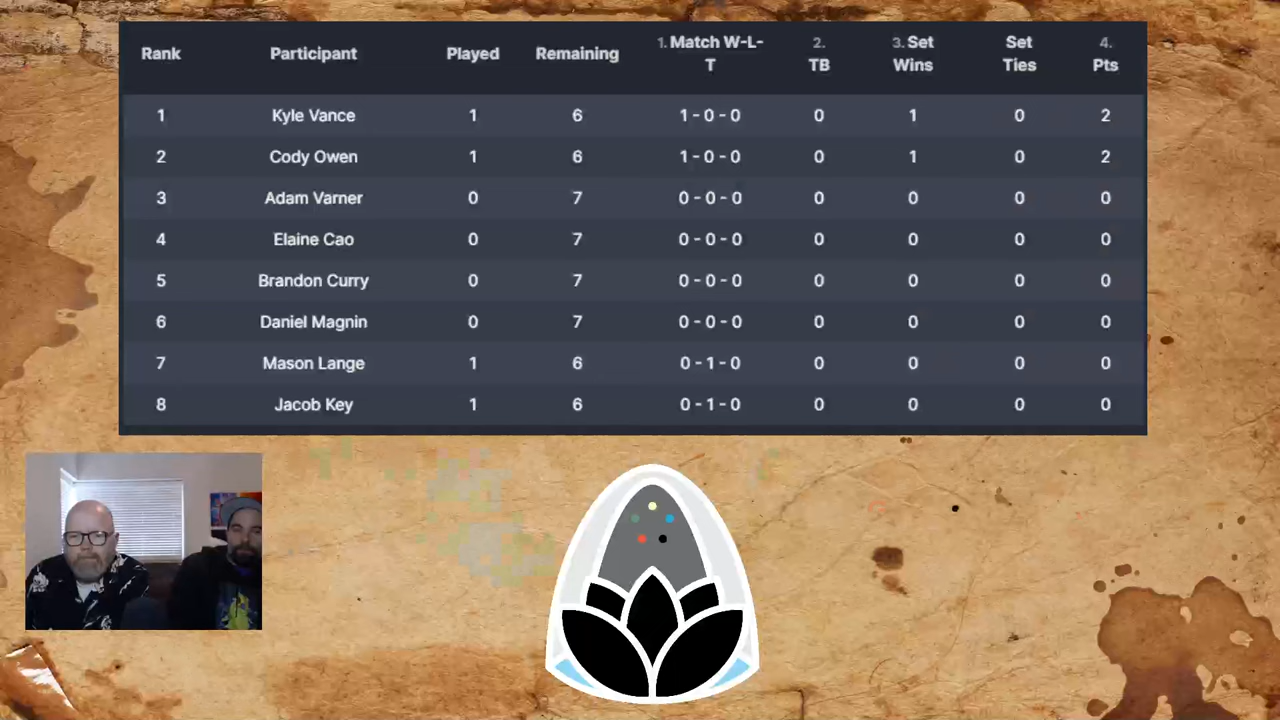 Rank Participant Played Remaining 1. Match W-L-T 2. TB 3. Set Wins Set Ties 4. Pts
1 Kyle Vance 1 6 1 - 0 - 0 0 1 0 2
2 Cody Owen 1 6 1 - 0 - 0 0 1 0 2
3 Adam Varner 0 7 0 - 0 - 0 0 0 0 0
4 Elaine Cao 0 7 0 - 0 - 0 0 0 0 0
5 Brandon Curry 0 7 0 - 0 - 0 0 0 0 0
6 Daniel Magnin 0 7 0 - 0 - 0 0 0 0 0
7 Mason Lange 1 6 0 - 1 - 0 0 0 0 0
8 Jacob Key 1 6 0 - 1 - 0 0 0 0 0